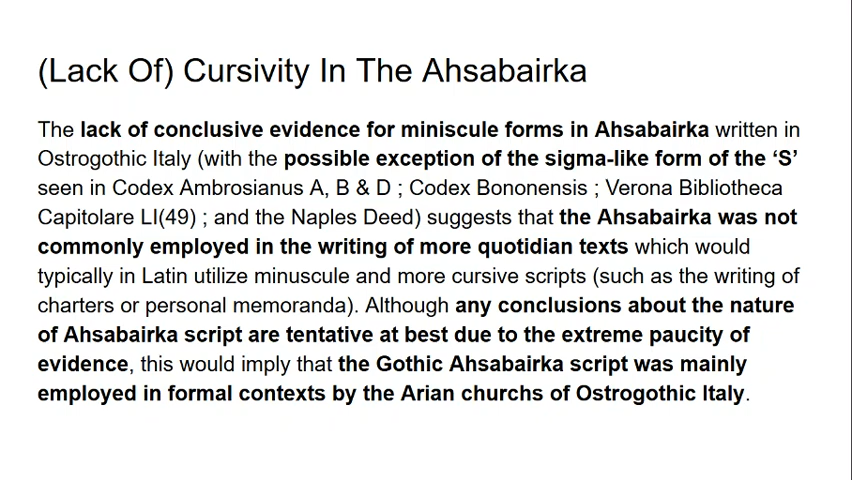 (Lack Of) Cursivity In The Ahsabairka
The lack of conclusive evidence for miniscule forms in Ahsabairka written in
Ostrogothic Italy (with the possible exception of the sigma-like form of the ‘S’
seen in Codex Ambrosianus A, B & D ; Codex Bononensis ; Verona Bibliotheca
Capitolare LI(49) ; and the Naples Deed) suggests that the Ahsabairka was not
commonly employed in the writing of more quotidian texts which would
typically in Latin utilize minuscule and more cursive scripts (such as the writing of
charters or personal memoranda). Although any conclusions about the nature
of Ahsabairka script are tentative at best due to the extreme paucity of
evidence, this would imply that the Gothic Ahsabairka script was mainly
employed in formal contexts by the Arian churchs of Ostrogothic Italy.